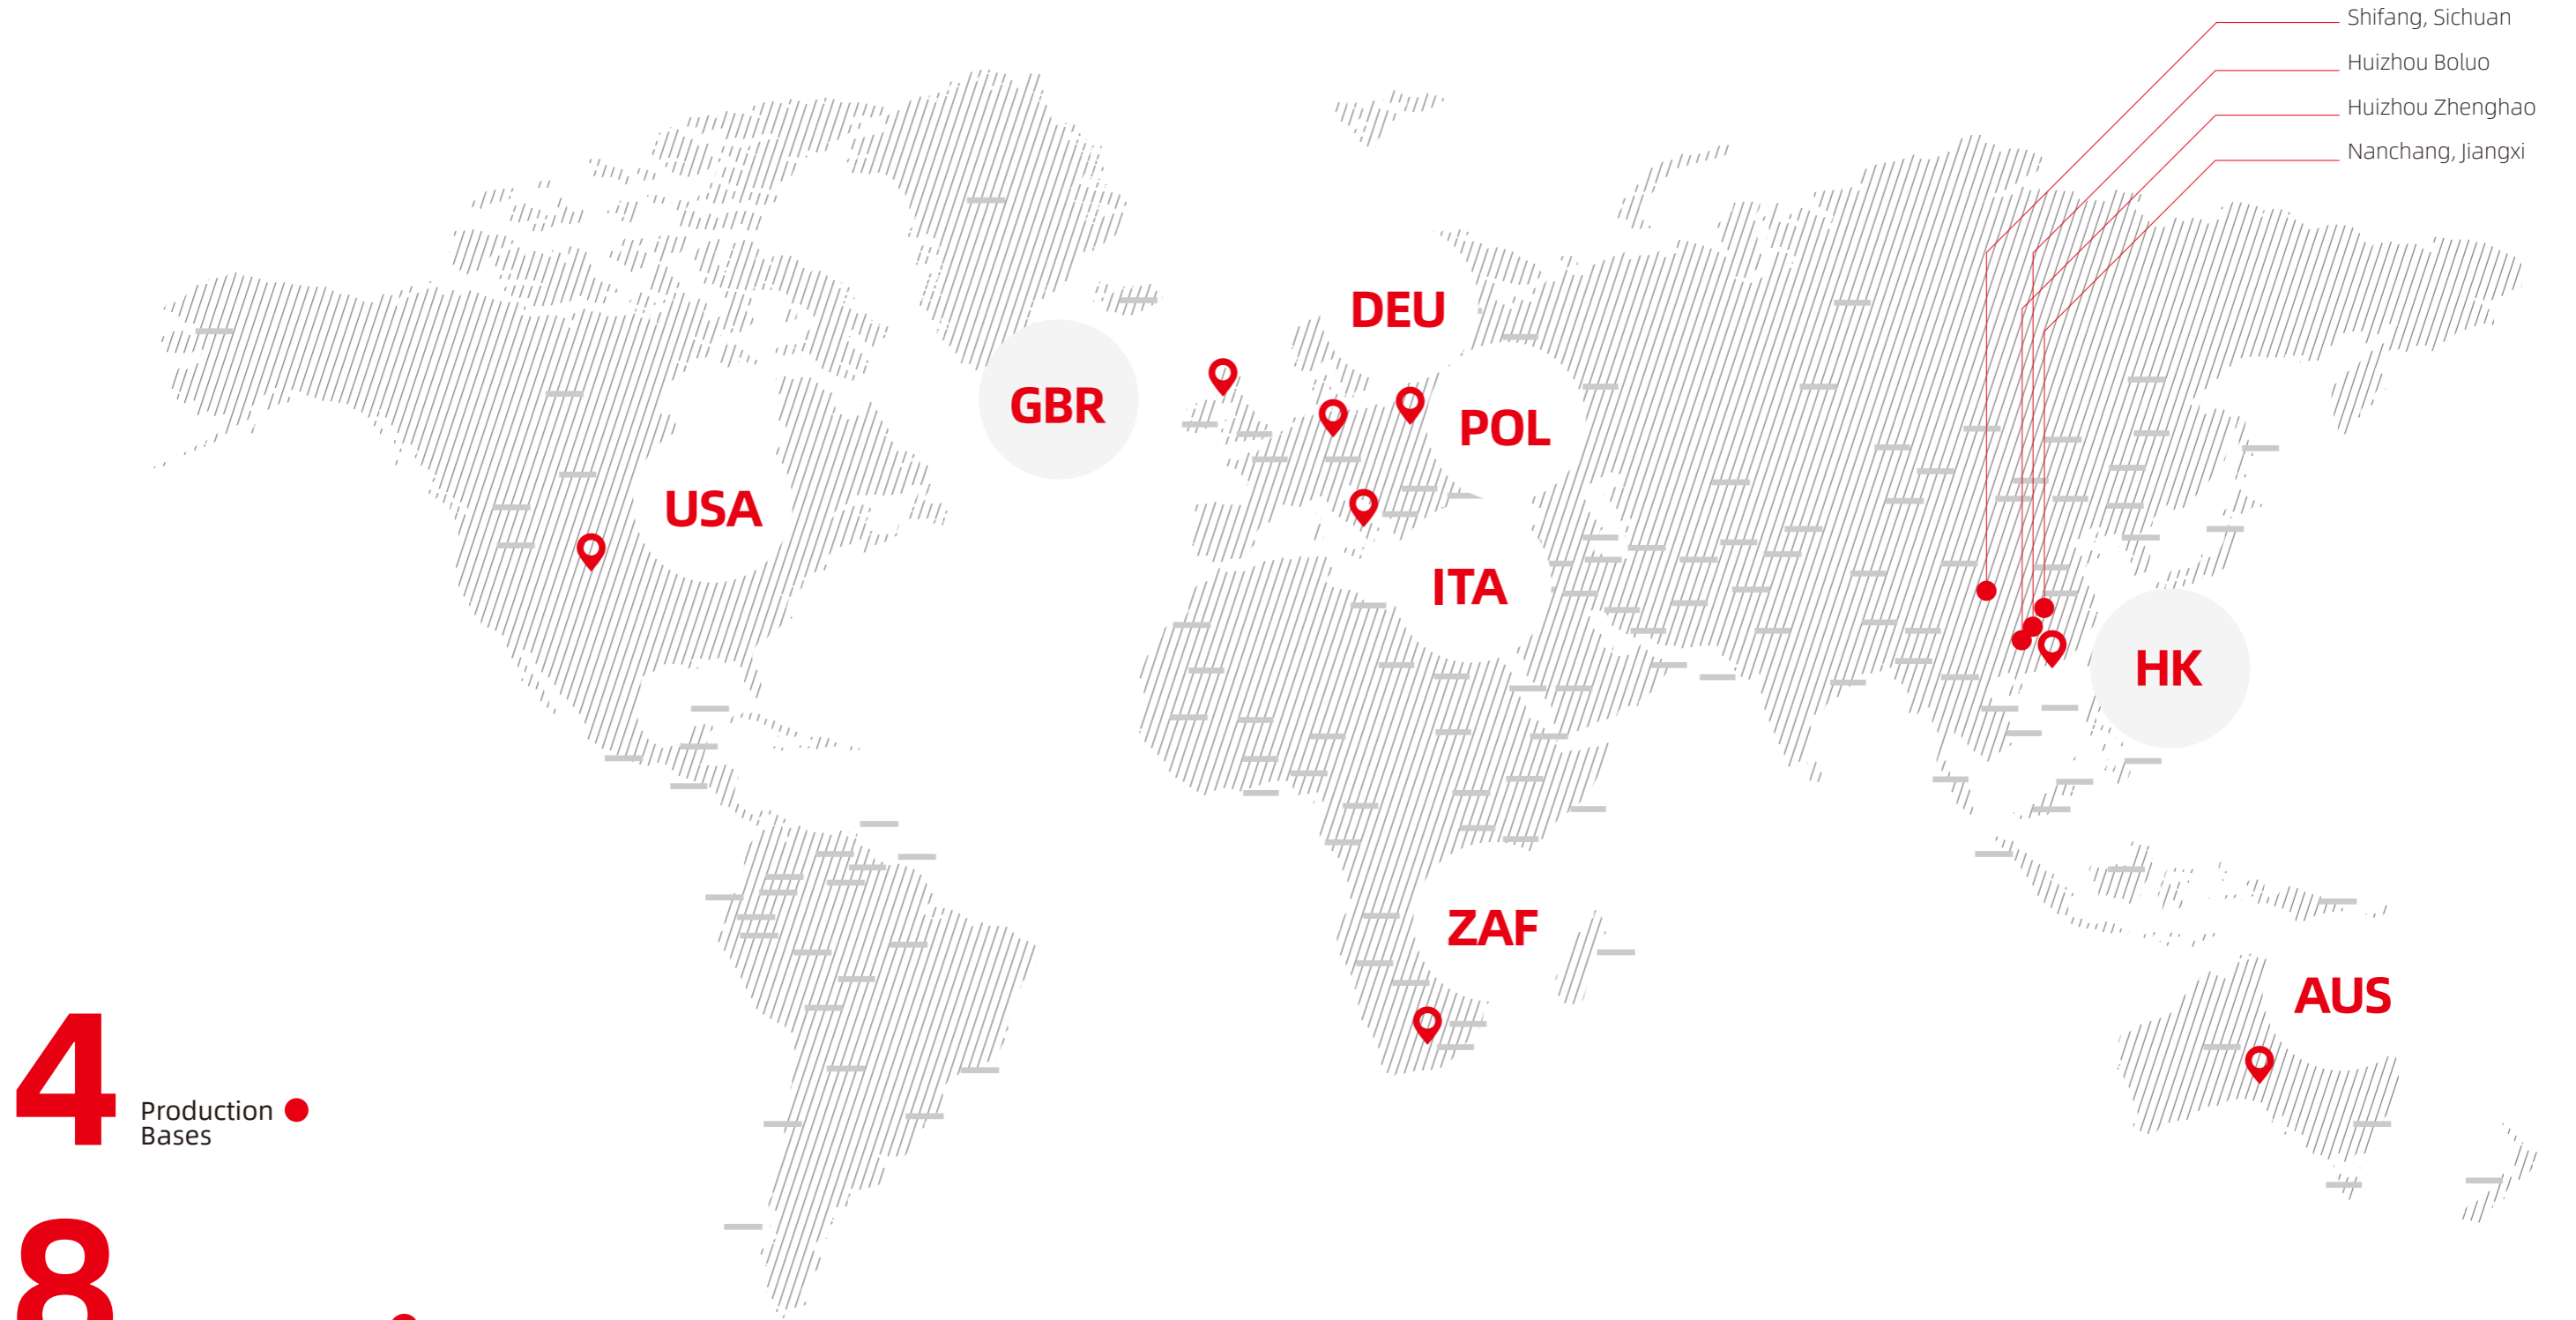 Shifang, Sichuan
Huizhou Boluo
Huizhou Zhenghao
Nanchang, Jiangxi
DEU
GBR
POL
USA
ITA
HK
ZAF
AUS
4
Production
Bases
8